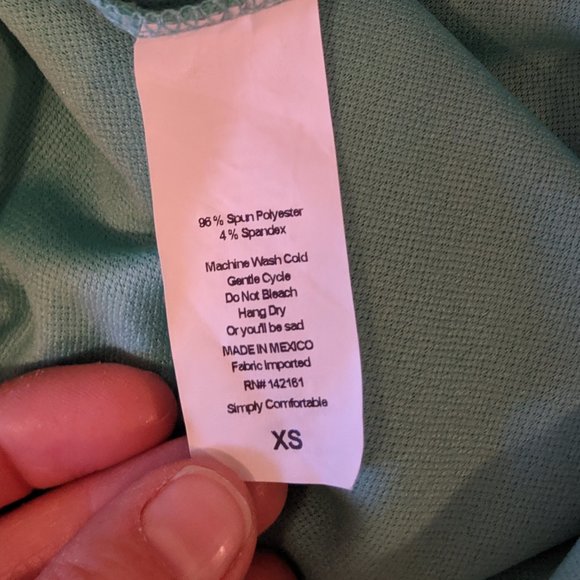 96% Spun Polyester
4% Spandex
Machine Wash Cold
Gentle Cycle
Do Not Bleach
Hang Dry
Or you'll be sad
MADE IN MEXICO
Fabric Imported
RN# 142161
Simply Comfortable
XS